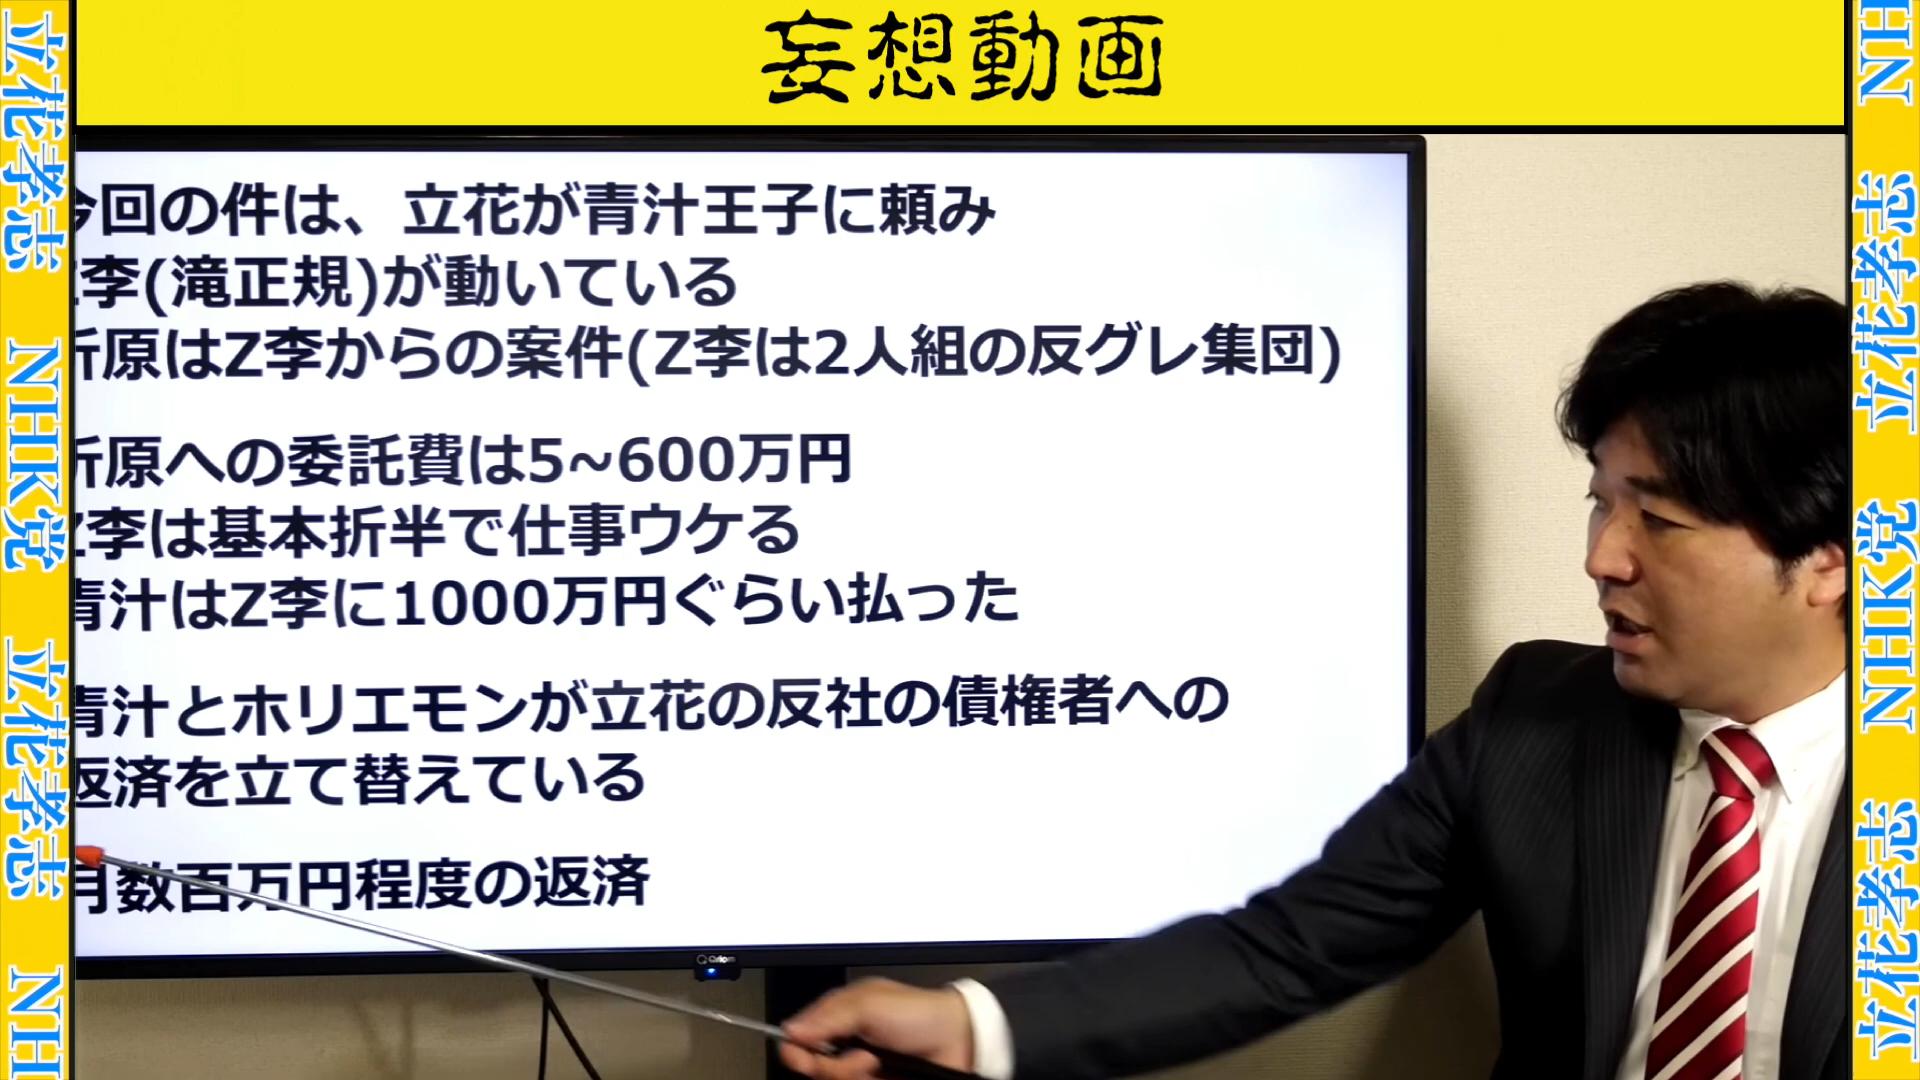 妄想動画
今回の件は、立花が青汁王子に頼み
Z李(滝正規)が動いている
折原はZ李からの案件(Z李は2人組の反グレ集団)
折原への委託費は5~600万円
Z李は基本折半で仕事ウケる
青汁はZ李に1000万円ぐらい払った
青汁とホリエモンが立花の反社の債権者への
返済を立て替えている
月数百万円程度の返済
Qriom
立花孝志 NHK党 立花孝志 NH
NH 立花孝志 NHK党 立花孝志